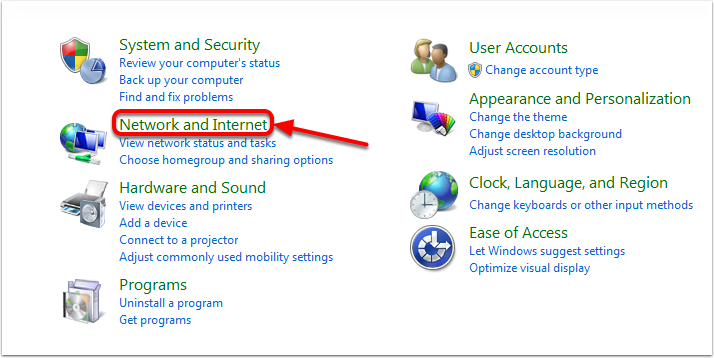 System and Security
Review your computer's status
Back up your computer
Find and fix problems
Network and Internet
View network status and tasks
Choose homegroup and sharing options
Hardware and Sound
View devices and printers
Add a device
Connect to a projector
Adjust commonly used mobility settings
Programs
Uninstall a program
Get programs
User Accounts
Change account type
Appearance and Personalization
Change the theme
Change desktop background
Adjust screen resolution
Clock, Language, and Region
Change keyboards or other input methods
Ease of Access
Let Windows suggest settings
Optimize visual display